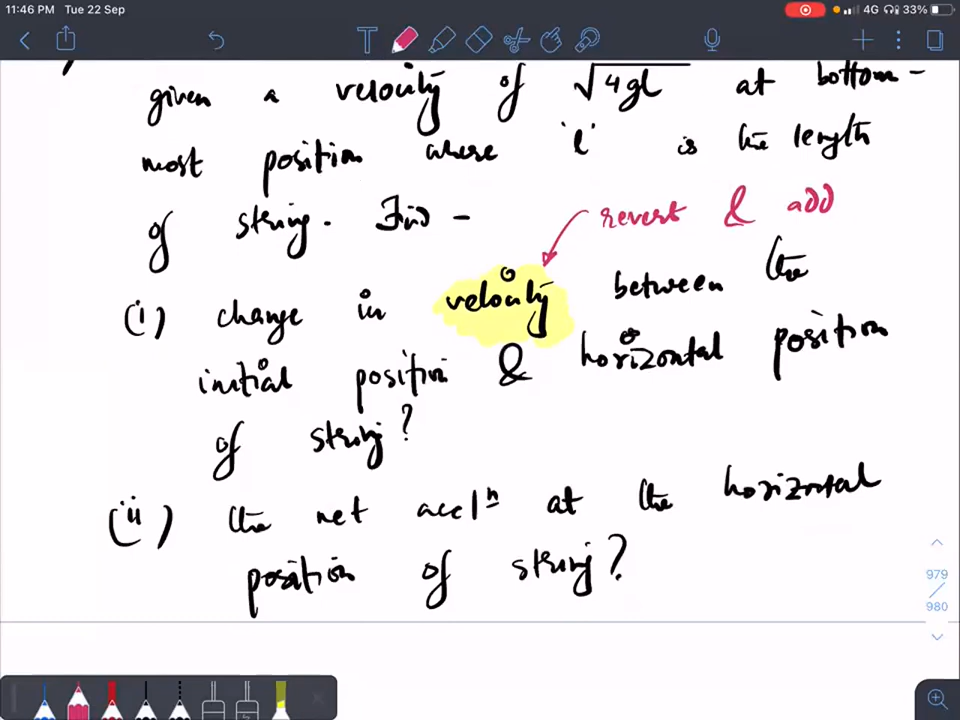 11:46 PM Tue 22 Sep
4G 33%
given a velocity of √4gl at bottom-
most position where 'l' is the length
of string. Find -
revert & add
(i) change in velocity between the
initial position & horizontal position
of string?
(ii) the net accln at the horizontal
position of string?
979
980